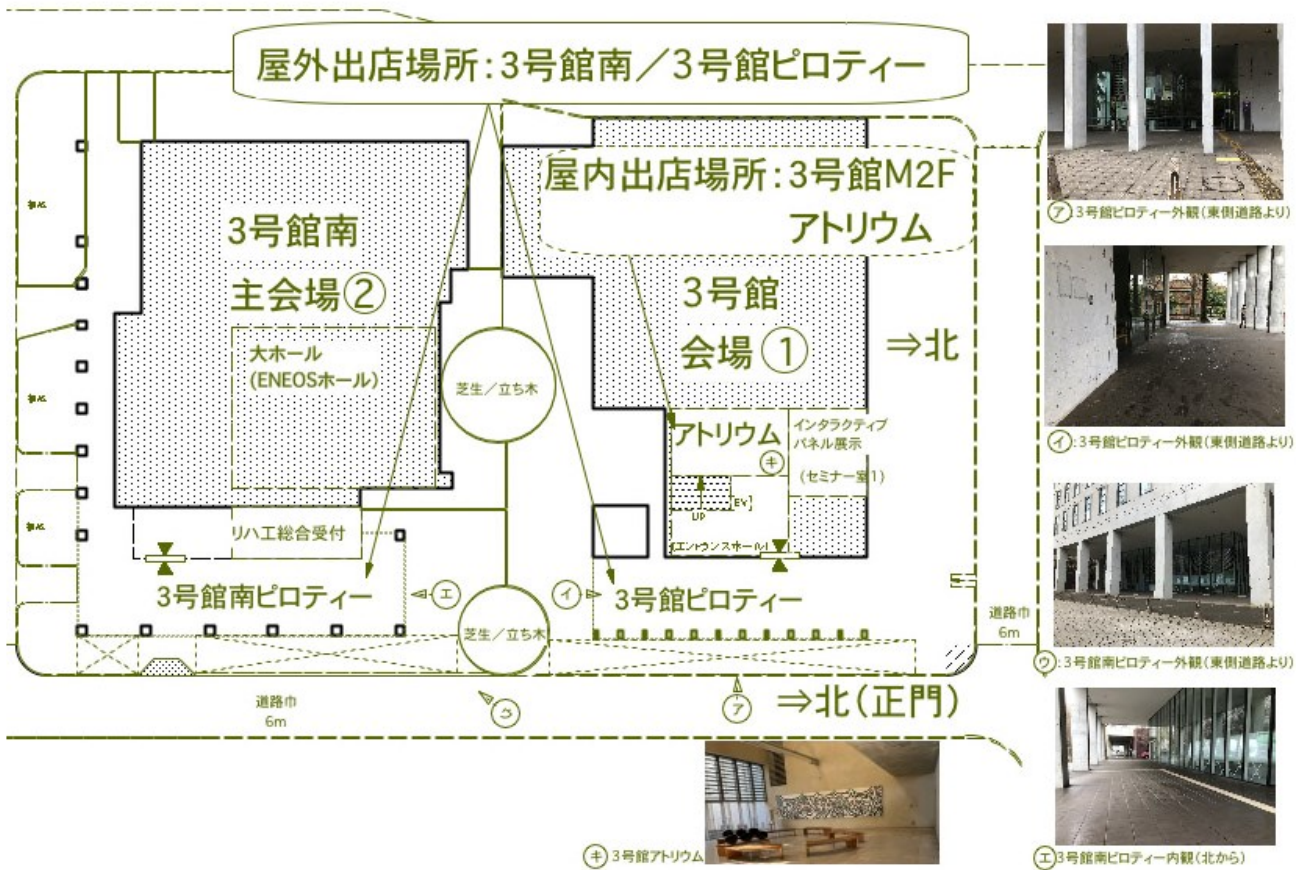 屋外出店場所:3号館南/3号館ピロティー
屋内出店場所:3号館M2F
アトリウム
3号館南
主会場②
大ホール
(ENEOSホール)
芝生/立ち木
3号館
会場①
⇒北
アトリウム
キ
インタラクティブ
パネル展示
(セミナー室1)
UP
EV
エントランスホール
リハ工総合受付
3号館南ピロティー
エ
イ
3号館ピロティー
芝生/立ち木
道路巾
6m
道路巾
6m
ウ
ア
⇒北(正門)
ア:3号館ピロティー外観(東側道路より)
イ:3号館ピロティー外観(東側道路より)
ウ:3号館南ピロティー外観(東側道路より)
エ3号館南ピロティー内観(北から)
キ 3号館アトリウム